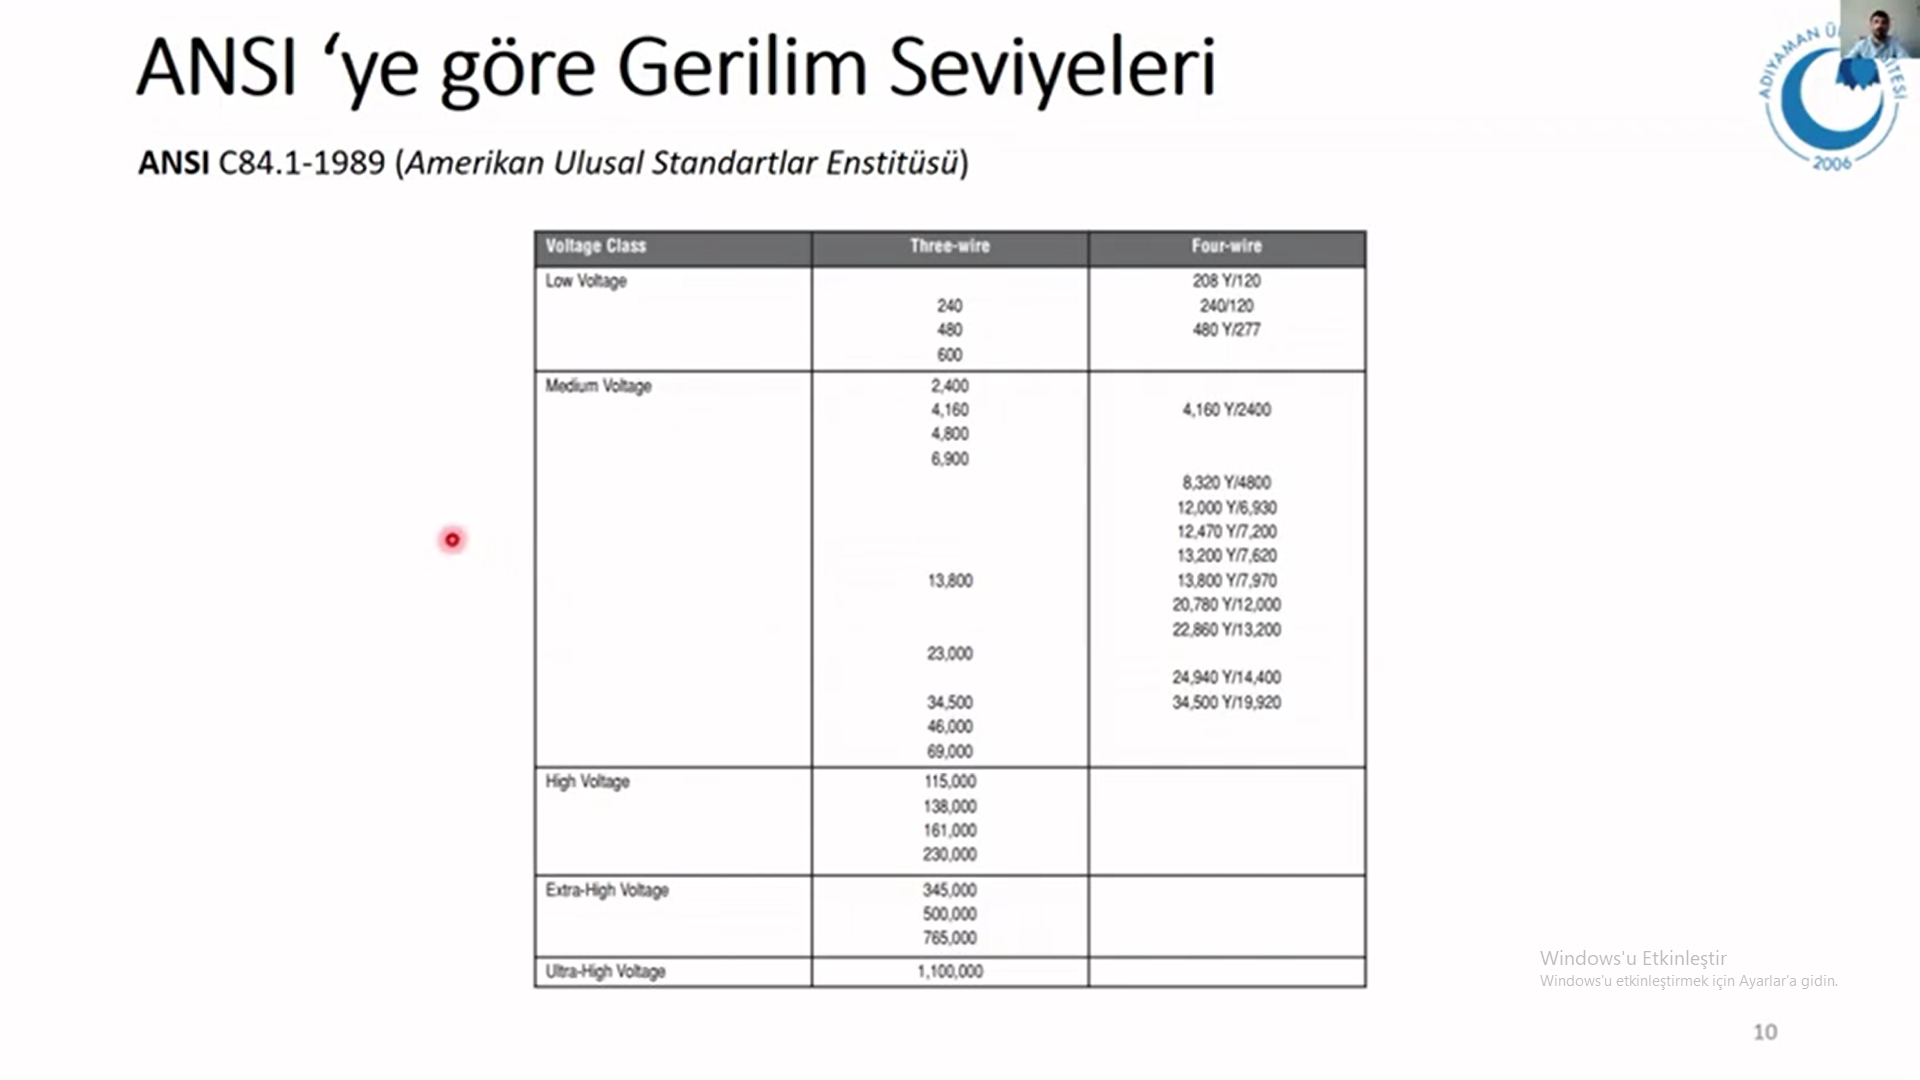 ANSI ‘ye göre Gerilim Seviyeleri
ANSI C84.1-1989 (Amerikan Ulusal Standartlar Enstitüsü)
ADIYAMAN
2006
Voltage Class Three-wire Four-wire
Low Voltage 208 Y/120
240 240/120
480 480 Y/277
600
Medium Voltage 2,400
4,160 4,160 Y/2400
4,800
6,900
8,320 Y/4800
12,000 Y/6,930
12,470 Y/7,200
13,200 Y/7,620
13,800 13,800 Y/7,970
20,780 Y/12,000
22,860 Y/13,200
23,000
24,940 Y/14,400
34,500 34,500 Y/19,920
46,000
69,000
High Voltage 115,000
138,000
161,000
230,000
Extra-High Voltage 345,000
500,000
765,000
Ultra-High Voltage 1,100,000
Windows'u Etkinleştir
Windows'u etkinleştirmek için Ayarlar'a gidin.
10